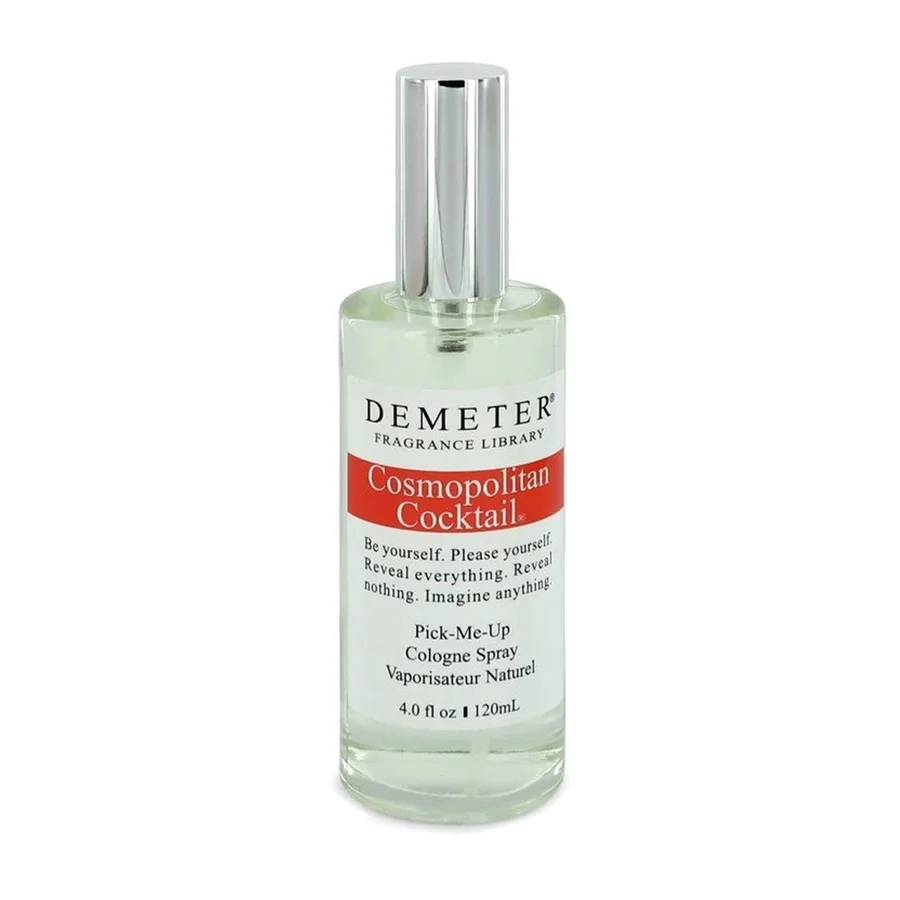 DEMETER®
FRAGRANCE LIBRARY
Cosmopolitan
Cocktail®
Be yourself. Please yourself.
Reveal everything. Reveal
nothing. Imagine anything.
Pick-Me-Up
Cologne Spray
Vaporisateur Naturel
4.0 fl oz ▮ 120mL